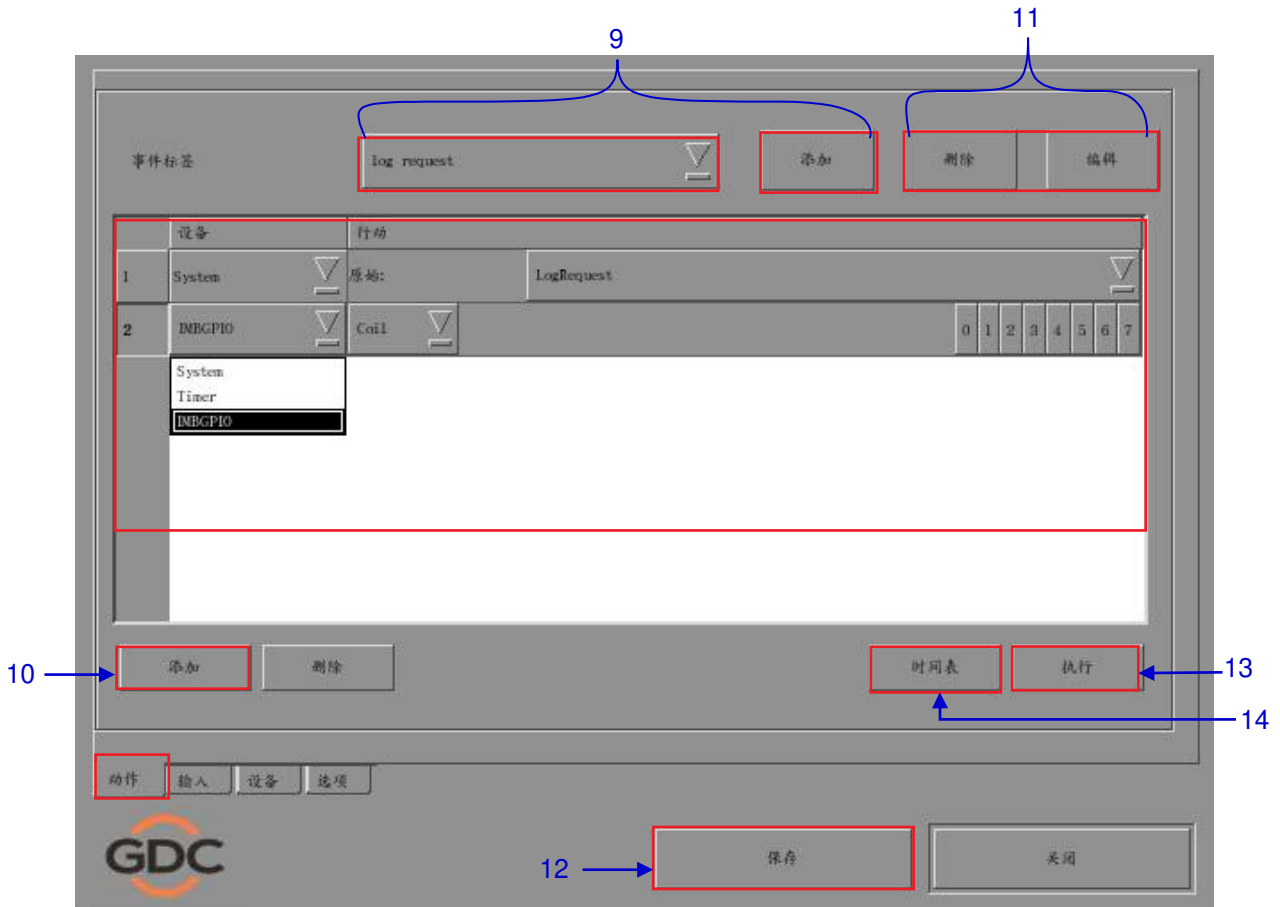 11
9
事件标签
log request
添加
删除
编辑
设备
行动
1
System
原始:
LogRequest
2
IMBGPIO
Coil
0 1 2 3 4 5 6 7
System
Timer
IMBGPIO
10
添加
删除
时间表
执行
13
14
动作
输入
设备
选项
GDC
12
保存
关闭